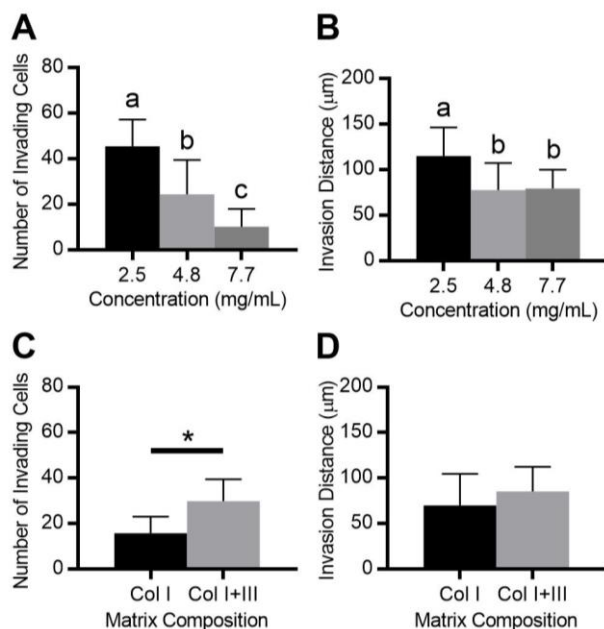 A
Number of Invading Cells
80
60
40
20
0
a
b
c
2.5
4.8
7.7
Concentration (mg/mL)
B
Invasion Distance (μm)
200
150
100
50
0
a
b
b
2.5
4.8
7.7
Concentration (mg/mL)
C
Number of Invading Cells
80
60
40
20
0
*
Col I
Col I+III
Matrix Composition
D
Invasion Distance (μm)
200
150
100
50
0
Col I
Col I+III
Matrix Composition